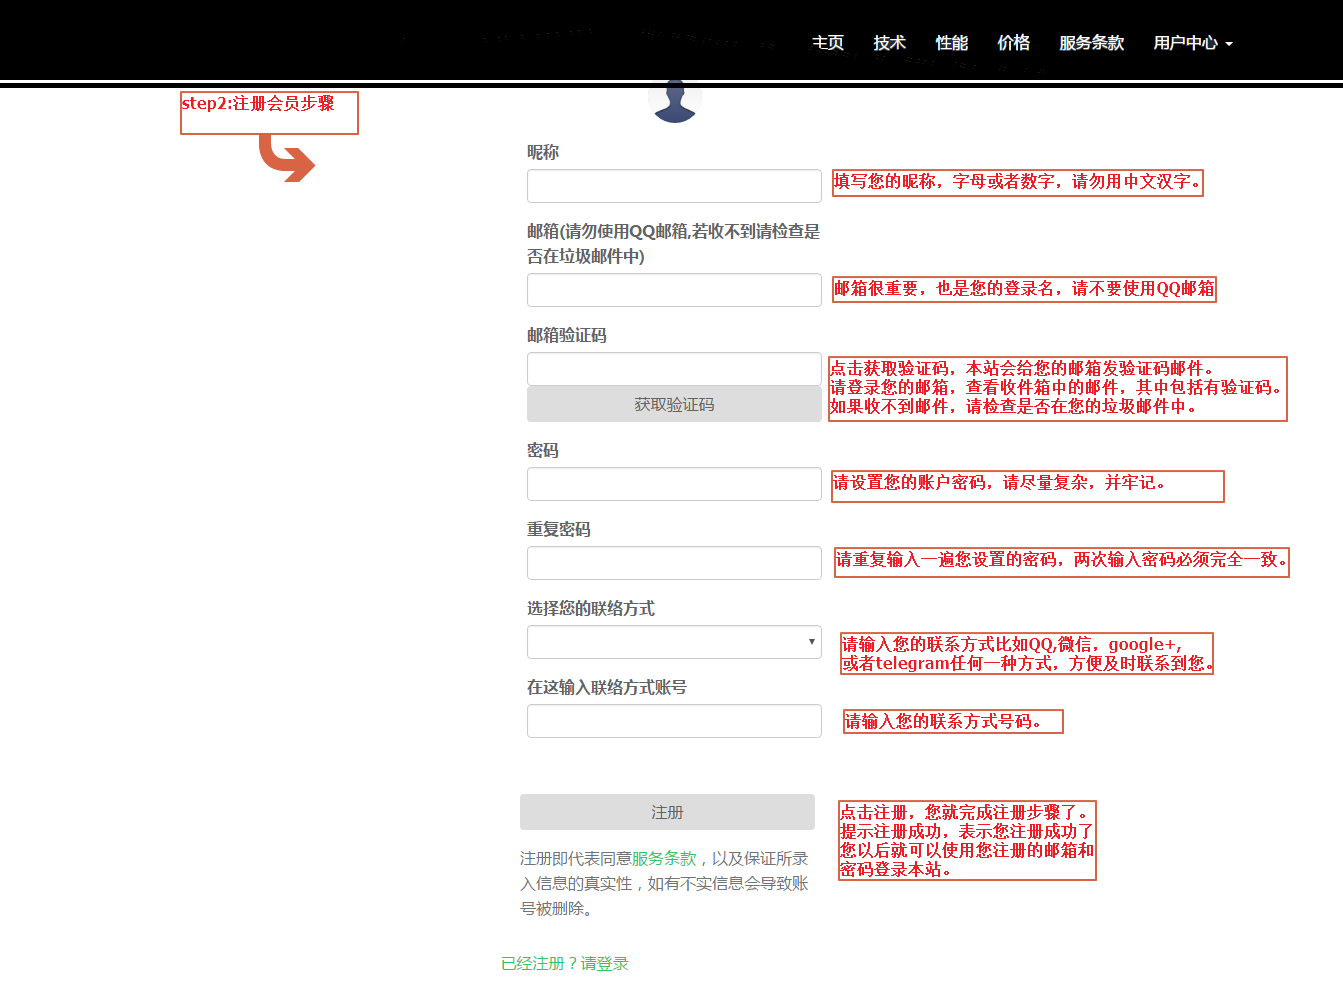 主页 技术 性能 价格 服务条款 用户中心
step2:注册会员步骤
昵称
填写您的昵称，字母或者数字，请勿用中文汉字。
邮箱(请勿使用QQ邮箱,若收不到请检查是
否在垃圾邮件中)
邮箱很重要，也是您的登录名，请不要使用QQ邮箱
邮箱验证码
点击获取验证码，本站会给您的邮箱发验证码邮件。
请登录您的邮箱，查看收件箱中的邮件，其中包括有验证码。
如果收不到邮件，请检查是否在您的垃圾邮件中。
获取验证码
密码
请设置您的账户密码，请尽量复杂，并牢记。
重复密码
请重复输入一遍您设置的密码，两次输入密码必须完全一致。
选择您的联络方式
请输入您的联系方式比如QQ,微信，google+,
或者telegram任何一种方式，方便及时联系到您。
在这输入联络方式账号
请输入您的联系方式号码。
注册
点击注册，您就完成注册步骤了。
提示注册成功，表示您注册成功了
您以后就可以使用您注册的邮箱和
密码登录本站。
注册即代表同意服务条款，以及保证所录
入信息的真实性，如有不实信息会导致账
号被删除。
已经注册？请登录